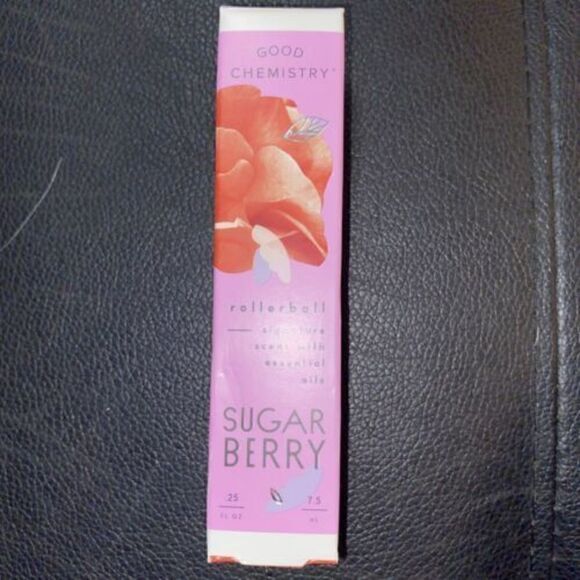 GOOD
CHEMISTRY
rollerball
signature
scent with
essential
oils
SUGAR
BERRY
.25 7.5
FL OZ mL